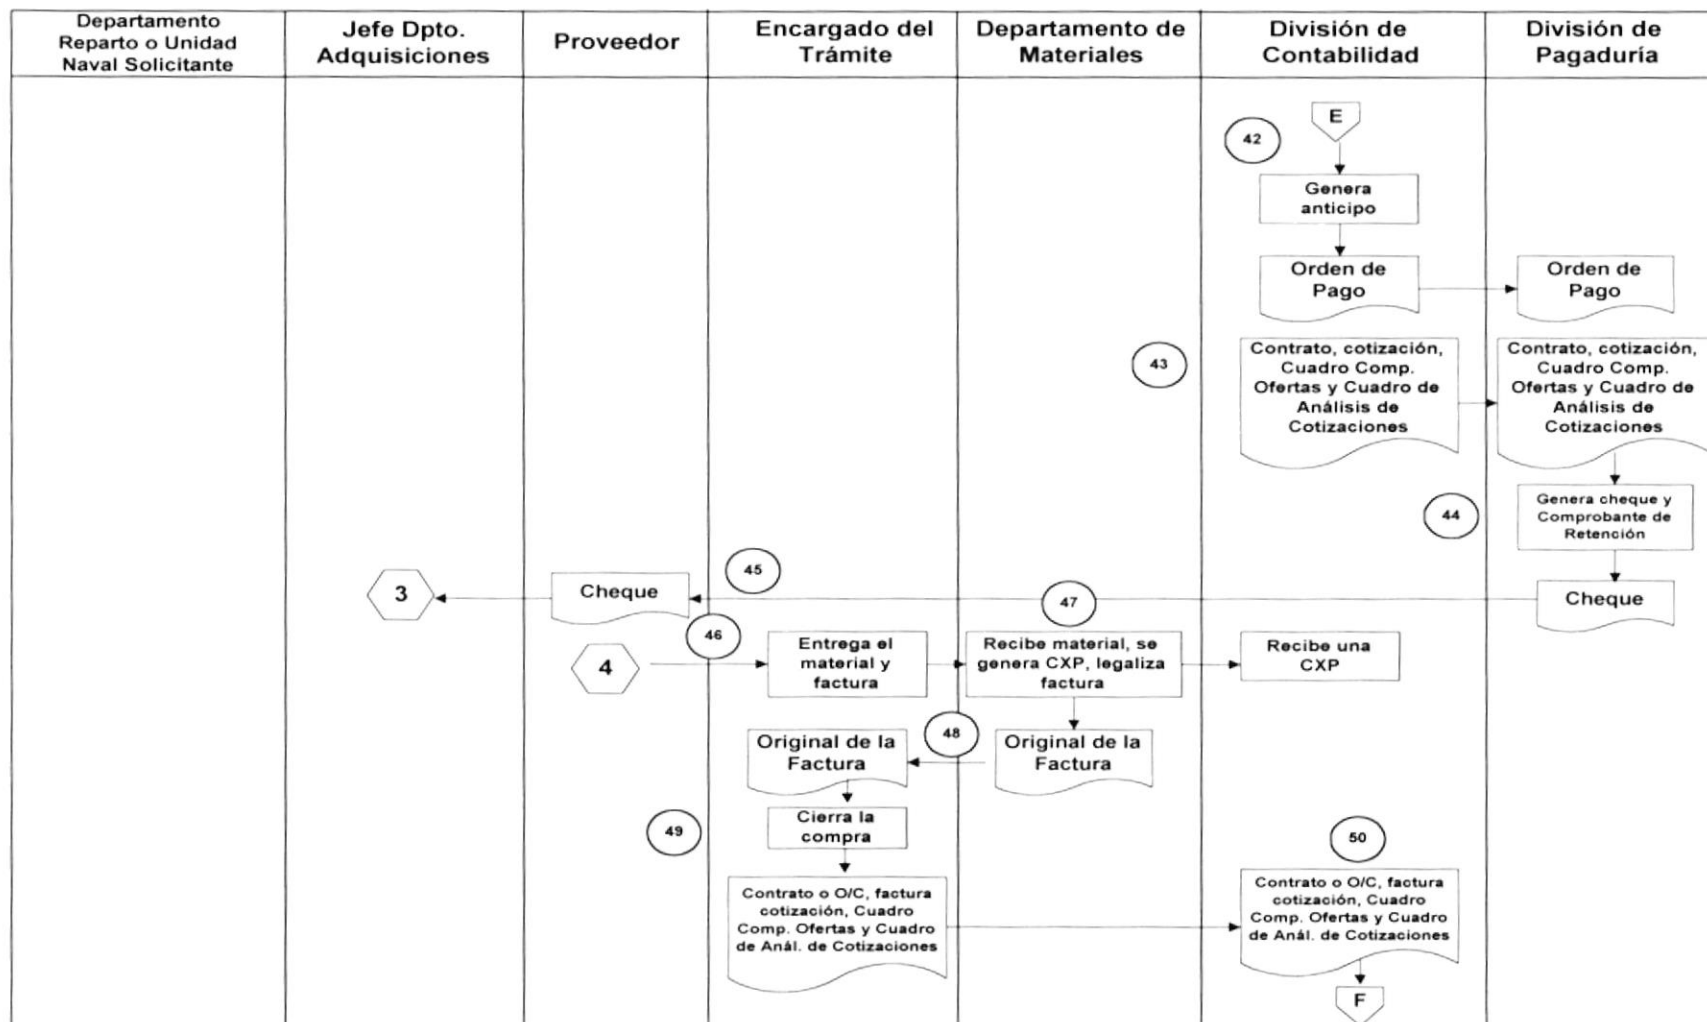 Departamento
Reparto o Unidad
Naval Solicitante
Jefe Dpto.
Adquisiciones
Proveedor
Encargado del
Trámite
Departamento de
Materiales
División de
Contabilidad
División de
Pagaduría
E
42
Genera
anticipo
Orden de
Pago
Orden de
Pago
43
Contrato, cotización,
Cuadro Comp.
Ofertas y Cuadro de
Análisis de
Cotizaciones
Contrato, cotización,
Cuadro Comp.
Ofertas y Cuadro de
Análisis de
Cotizaciones
44
Genera cheque y
Comprobante de
Retención
3
Cheque
45
47
Cheque
4
46
Entrega el
material y
factura
Recibe material, se
genera CXP, legaliza
factura
Recibe una
CXP
Original de la
Factura
48
Original de la
Factura
49
Cierra la
compra
50
Contrato o O/C, factura
cotización, Cuadro
Comp. Ofertas y Cuadro
de Anál. de Cotizaciones
Contrato o O/C, factura
cotización, Cuadro
Comp. Ofertas y Cuadro
de Anál. de Cotizaciones
F